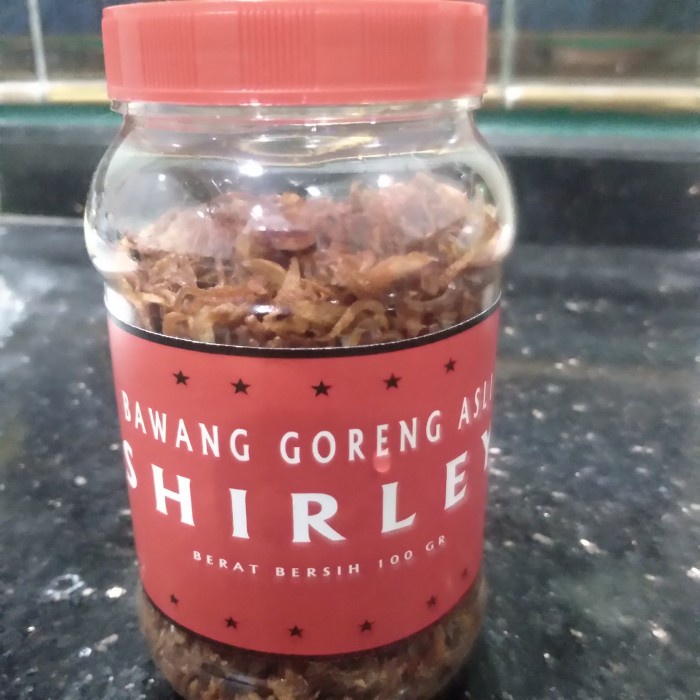 BAWANG GORENG ASLI
SHIRLEY
BERAT BERSIH 100 GR